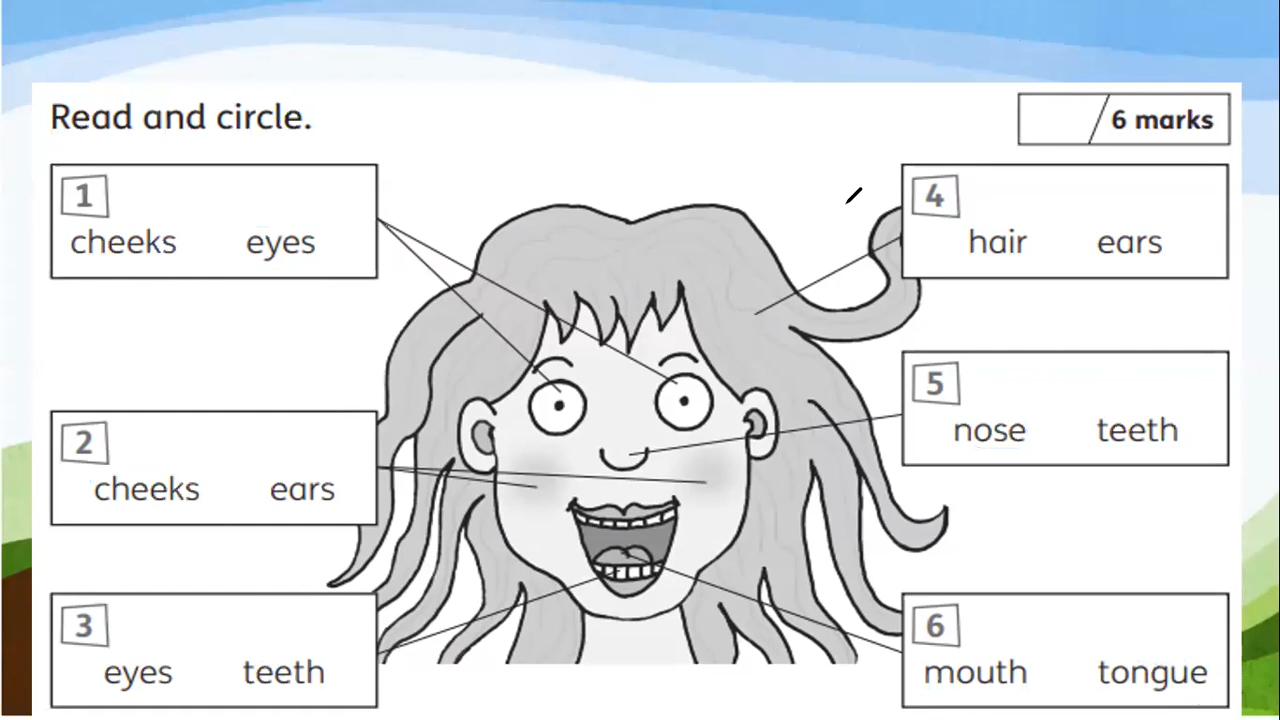 Read and circle.
/ 6 marks
1
cheeks eyes
2
cheeks ears
3
eyes teeth
4
hair ears
5
nose teeth
6
mouth tongue